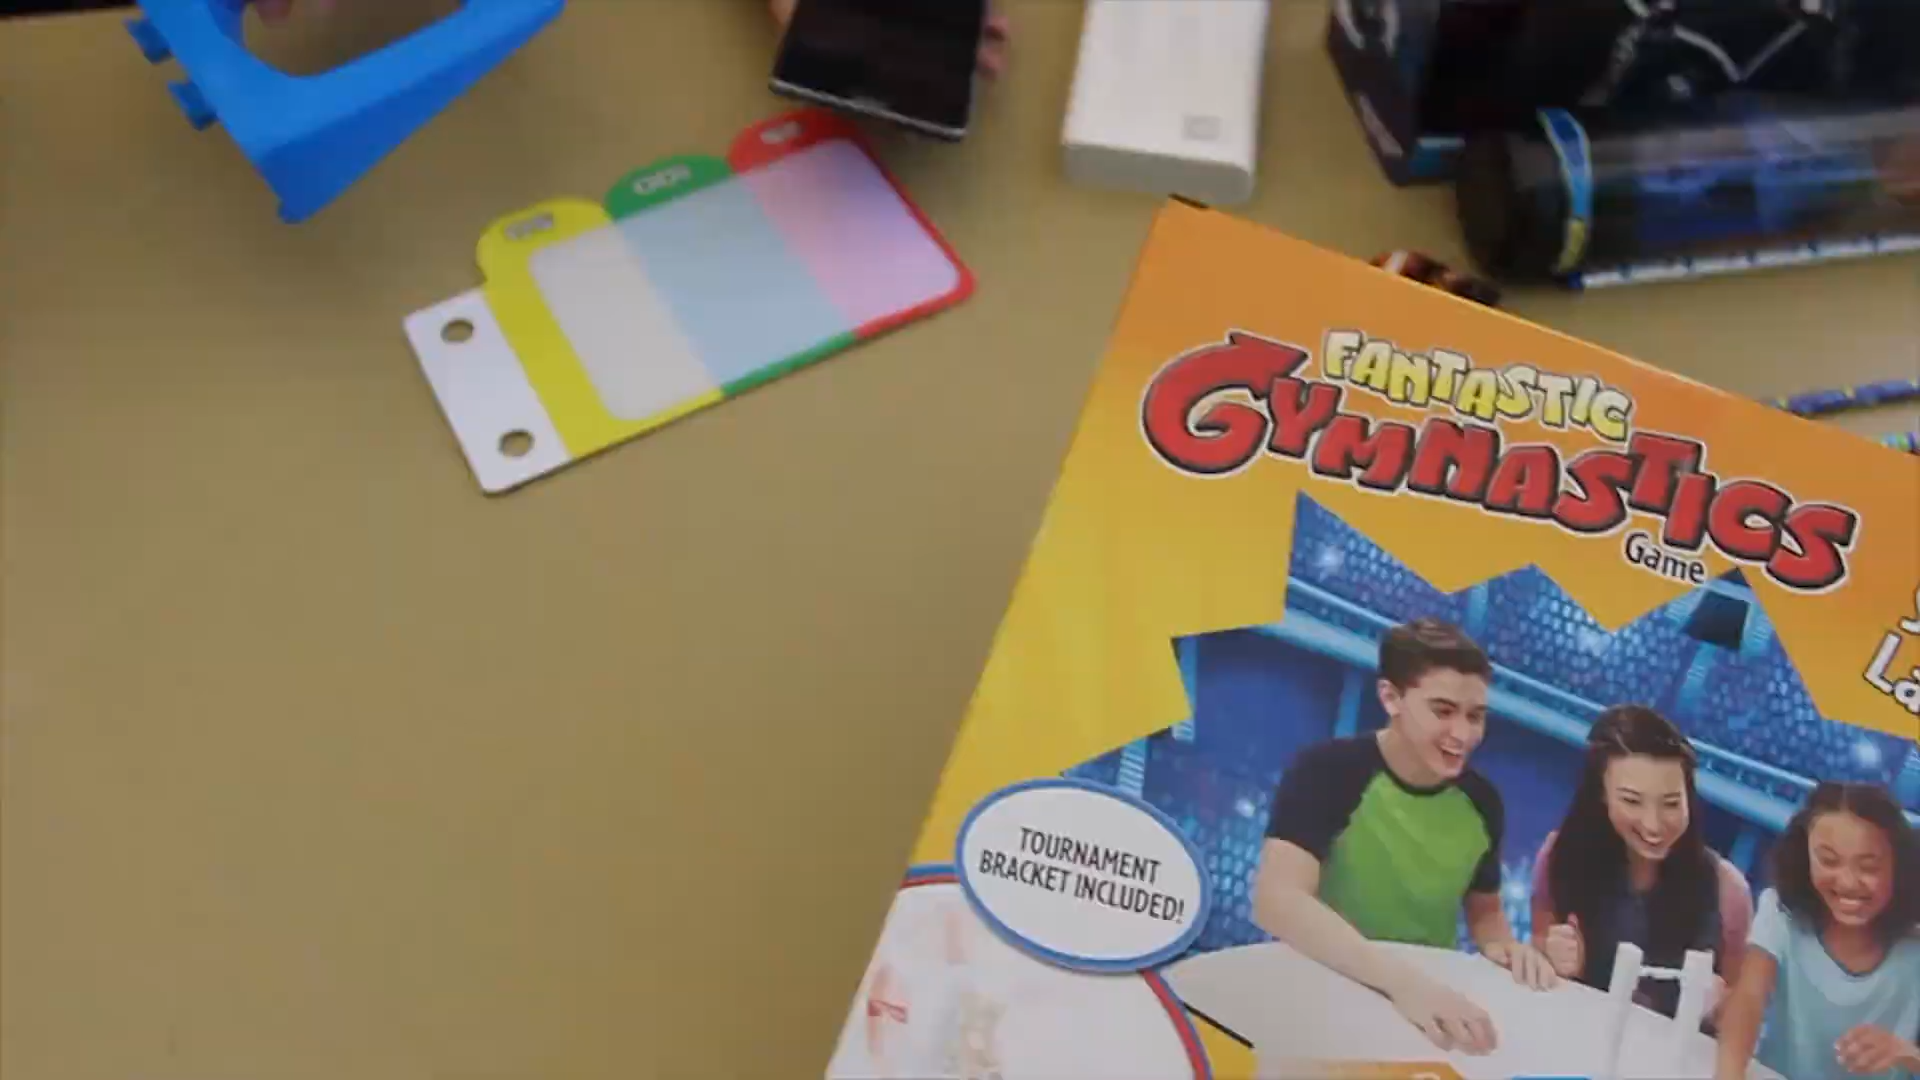 FANTASTIC
GYMNASTICS
Game
TOURNAMENT
BRACKET INCLUDED!